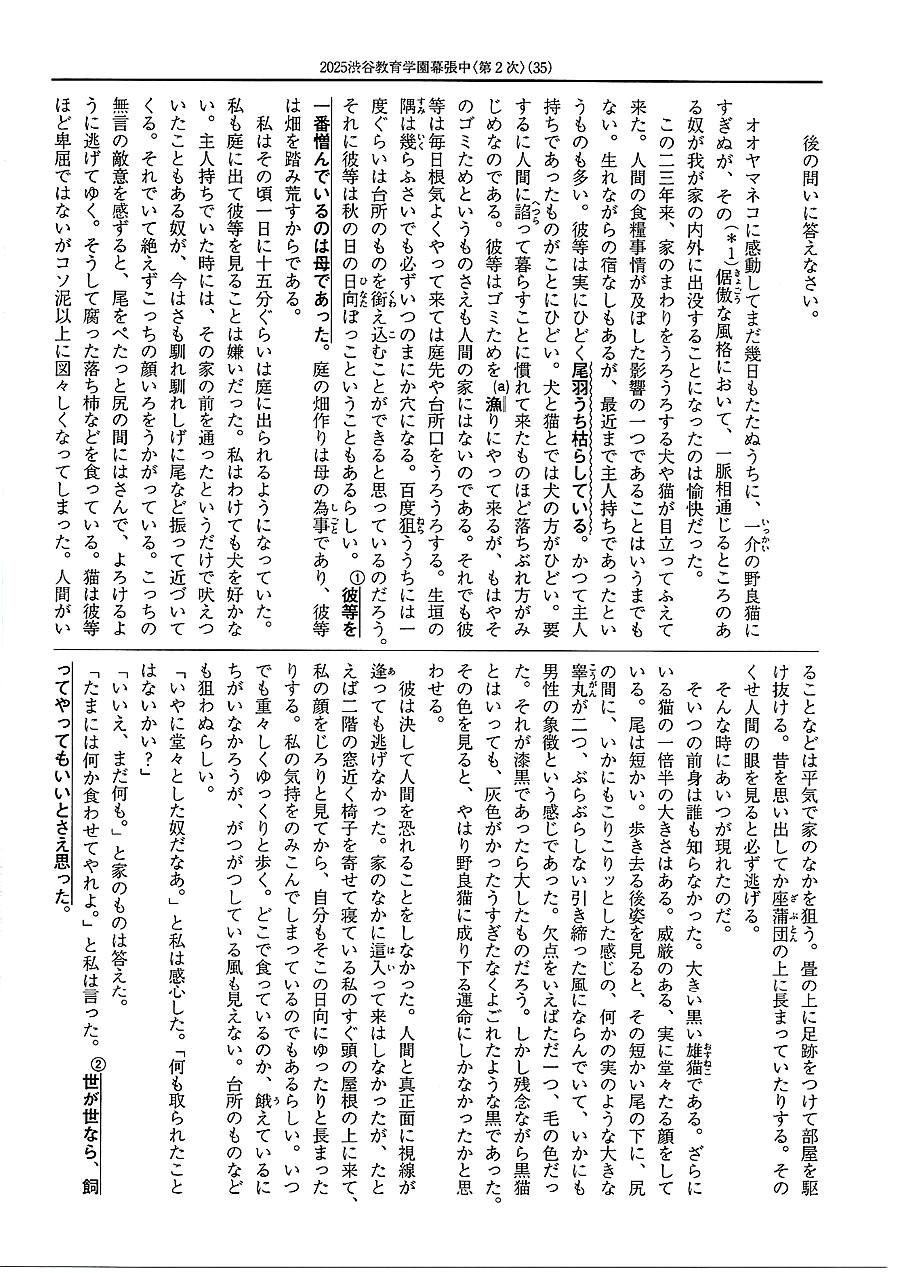 2025渋谷教育学園幕張中〈第2次〉(35)
後の問いに答えなさい。
オオヤマネコに感動してまだ幾日もたたぬうちに、一介の野良猫に
すぎぬが、その(*1)倨傲な風格において、一脈相通じるところのあ
る奴が我が家の内外に出没することになったのは愉快だった。
この二三年来、家のまわりをうろうろする犬や猫が目立ってふえて
来た。人間の食糧事情が及ぼした影響の一つであることはいうまでも
ない。生れながらの宿なしもあるが、最近まで主人持ちであったとい
うものも多い。彼等は実にひどく尾羽うち枯らしている。かつて主人
持ちであったものがことにひどい。犬と猫とでは犬の方がひどい。要
するに人間に諂って暮らすことに慣れて来たものほど落ちぶれ方がみ
じめなのである。彼等はゴミためを(a)漁りにやって来るが、もはやそ
のゴミためというものさえも人間の家にはないのである。それでも彼
等は毎日根気よくやって来ては庭先や台所口をうろうろする。生垣の
隅は幾らふさいでも必ずいつのまにか穴になる。百度狙ううちには一
度ぐらいは台所のものを銜え込むことができると思っているのだろう。
それに彼等は秋の日の日向ぼっこということもあるらしい。①彼等を
一番憎んでいるのは母であった。庭の畑作りは母の為事であり、彼等
は畑を踏み荒すからである。
私はその頃一日に十五分ぐらいは庭に出られるようになっていた。
私も庭に出て彼等を見ることは嫌いだった。私はわけても犬を好かな
い。主人持ちでいた時には、その家の前を通ったというだけで吠えつ
いたこともある奴が、今はさも馴れ馴れしげに尾など振って近づいて
くる。それでいて絶えずこっちの顔いろをうかがっている。こっちの
無言の敵意を感ずると、尾をぺたっと尻の間にはさんで、よろけるよ
うに逃げてゆく。そうして腐った落ち柿などを食っている。猫は彼等
ほど卑屈ではないがコソ泥以上に図々しくなってしまった。人間がい
ることなどは平気で家のなかを狙う。畳の上に足跡をつけて部屋を駆
け抜ける。昔を思い出してか座蒲団の上に長まっていたりする。その
くせ人間の眼を見ると必ず逃げる。
そんな時にあいつが現れたのだ。
そいつの前身は誰も知らなかった。大きい黒い雄猫である。ざらに
いる猫の一倍半の大きさはある。威厳のある、実に堂々たる顔をして
いる。尾は短かい。歩き去る後姿を見ると、その短かい尾の下に、尻
の間に、いかにもこりこりッとした感じの、何かの実のような大きな
睾丸が二つ、ぶらぶらしない引き締った風にならんでいて、いかにも
男性の象徴という感じであった。欠点をいえばただ一つ、毛の色だっ
た。それが漆黒であったら大したものだろう。しかし残念ながら黒猫
とはいっても、灰色がかったうすぎたなくよごれたような黒であった。
その色を見ると、やはり野良猫に成り下る運命にしかなかったかと思
わせる。
彼は決して人間を恐れることをしなかった。人間と真正面に視線が
逢っても逃げなかった。家のなかに這入って来はしなかったが、たと
えば二階の窓近く椅子を寄せて寝ている私のすぐ頭の屋根の上に来て、
私の顔をじろりと見てから、自分もそこの日向にゆったりと長まった
りする。私の気持をのみこんでしまっているのでもあるらしい。いつ
でも重々しくゆっくりと歩く。どこで食っているのか、餓えているに
ちがいなかろうが、がつがつしている風も見えない。台所のものなど
も狙わぬらしい。
「いやに堂々とした奴だなあ。」と私は感心した。「何も取られたこと
はないかい?」
「いいえ、まだ何も。」と家のものは答えた。
「たまには何か食わせてやれよ。」と私は言った。②世が世なら、飼
ってやってもいいとさえ思った。